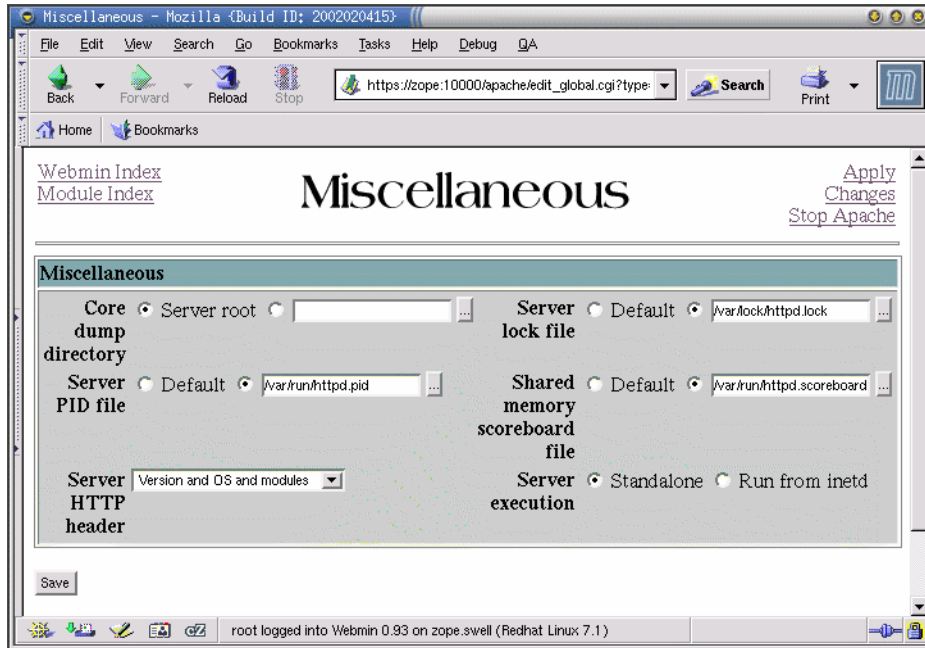 Miscellaneous - Mozilla {Build ID: 2002020415}
File Edit View Search Go Bookmarks Tasks Help Debug QA
Back Forward Reload Stop https://zope:10000/apache/edit_global.cgi?type: Search Print
Home Bookmarks
Webmin Index
Module Index
Miscellaneous
Apply
Changes
Stop Apache
Miscellaneous
Core
dump
directory
Server root
...
Server
lock file
Default
/var/lock/httpd.lock
...
Server
PID file
Default
/var/run/httpd.pid
...
Shared
memory
scoreboard
file
Default
/var/run/httpd.scoreboard
...
Server
HTTP
header
Version and OS and modules
Server
execution
Standalone
Run from inetd
Save
root logged into Webmin 0.93 on zope.swell (Redhat Linux 7.1)